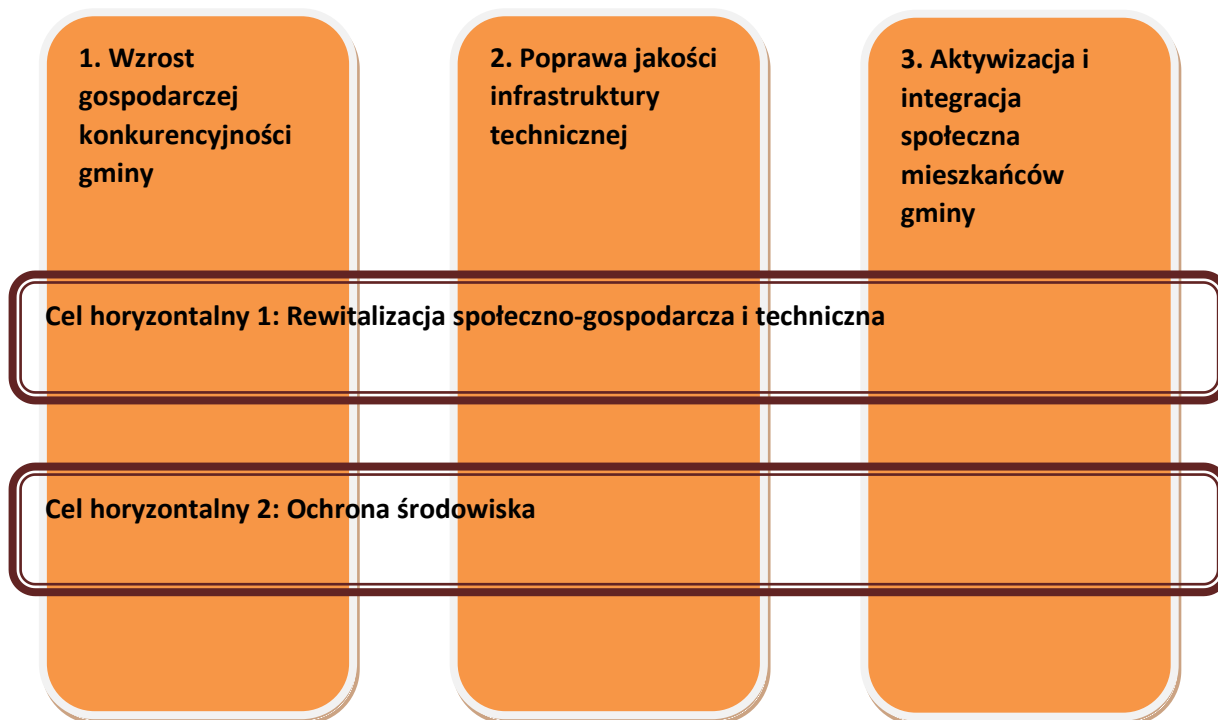 1. Wzrost
gospodarczej
konkurencyjności
gminy
2. Poprawa jakości
infrastruktury
technicznej
3. Aktywizacja i
integracja
społeczna
mieszkańców
gminy
Cel horyzontalny 1: Rewitalizacja społeczno-gospodarcza i techniczna
Cel horyzontalny 2: Ochrona środowiska